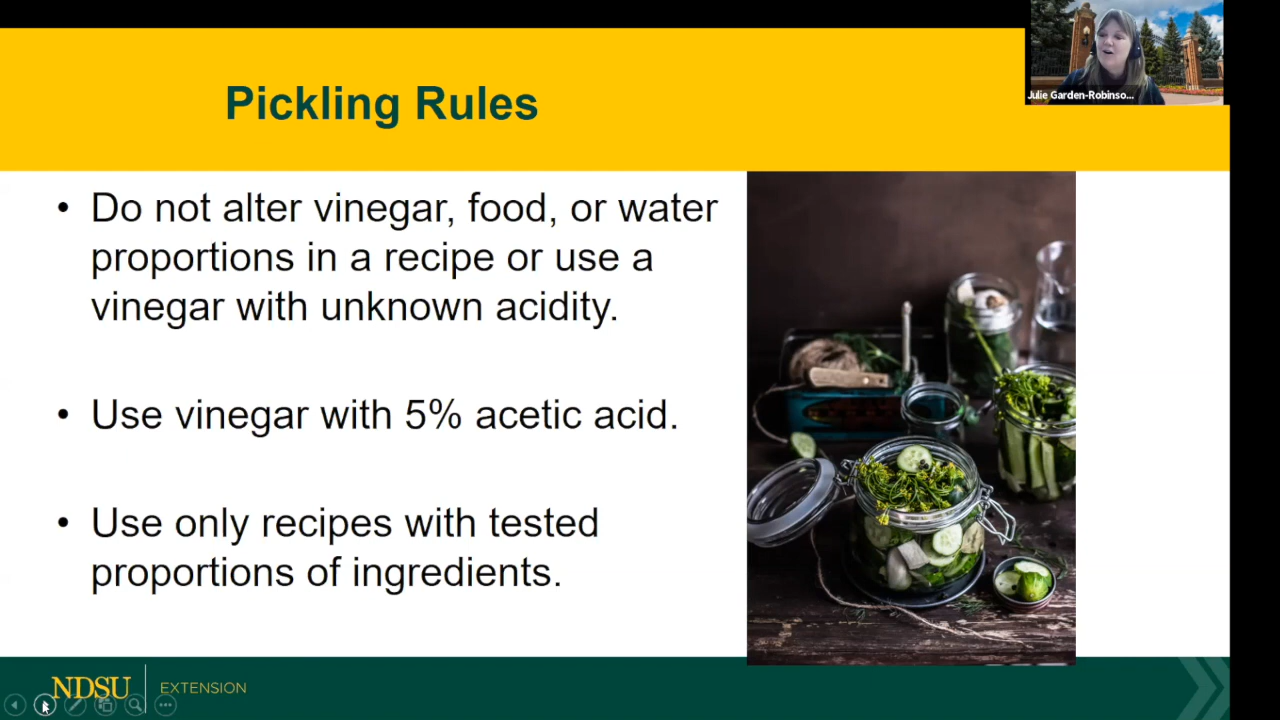 Pickling Rules
Julie Garden-Robinso...
• Do not alter vinegar, food, or water
proportions in a recipe or use a
vinegar with unknown acidity.
• Use vinegar with 5% acetic acid.
• Use only recipes with tested
proportions of ingredients.
NDSU EXTENSION